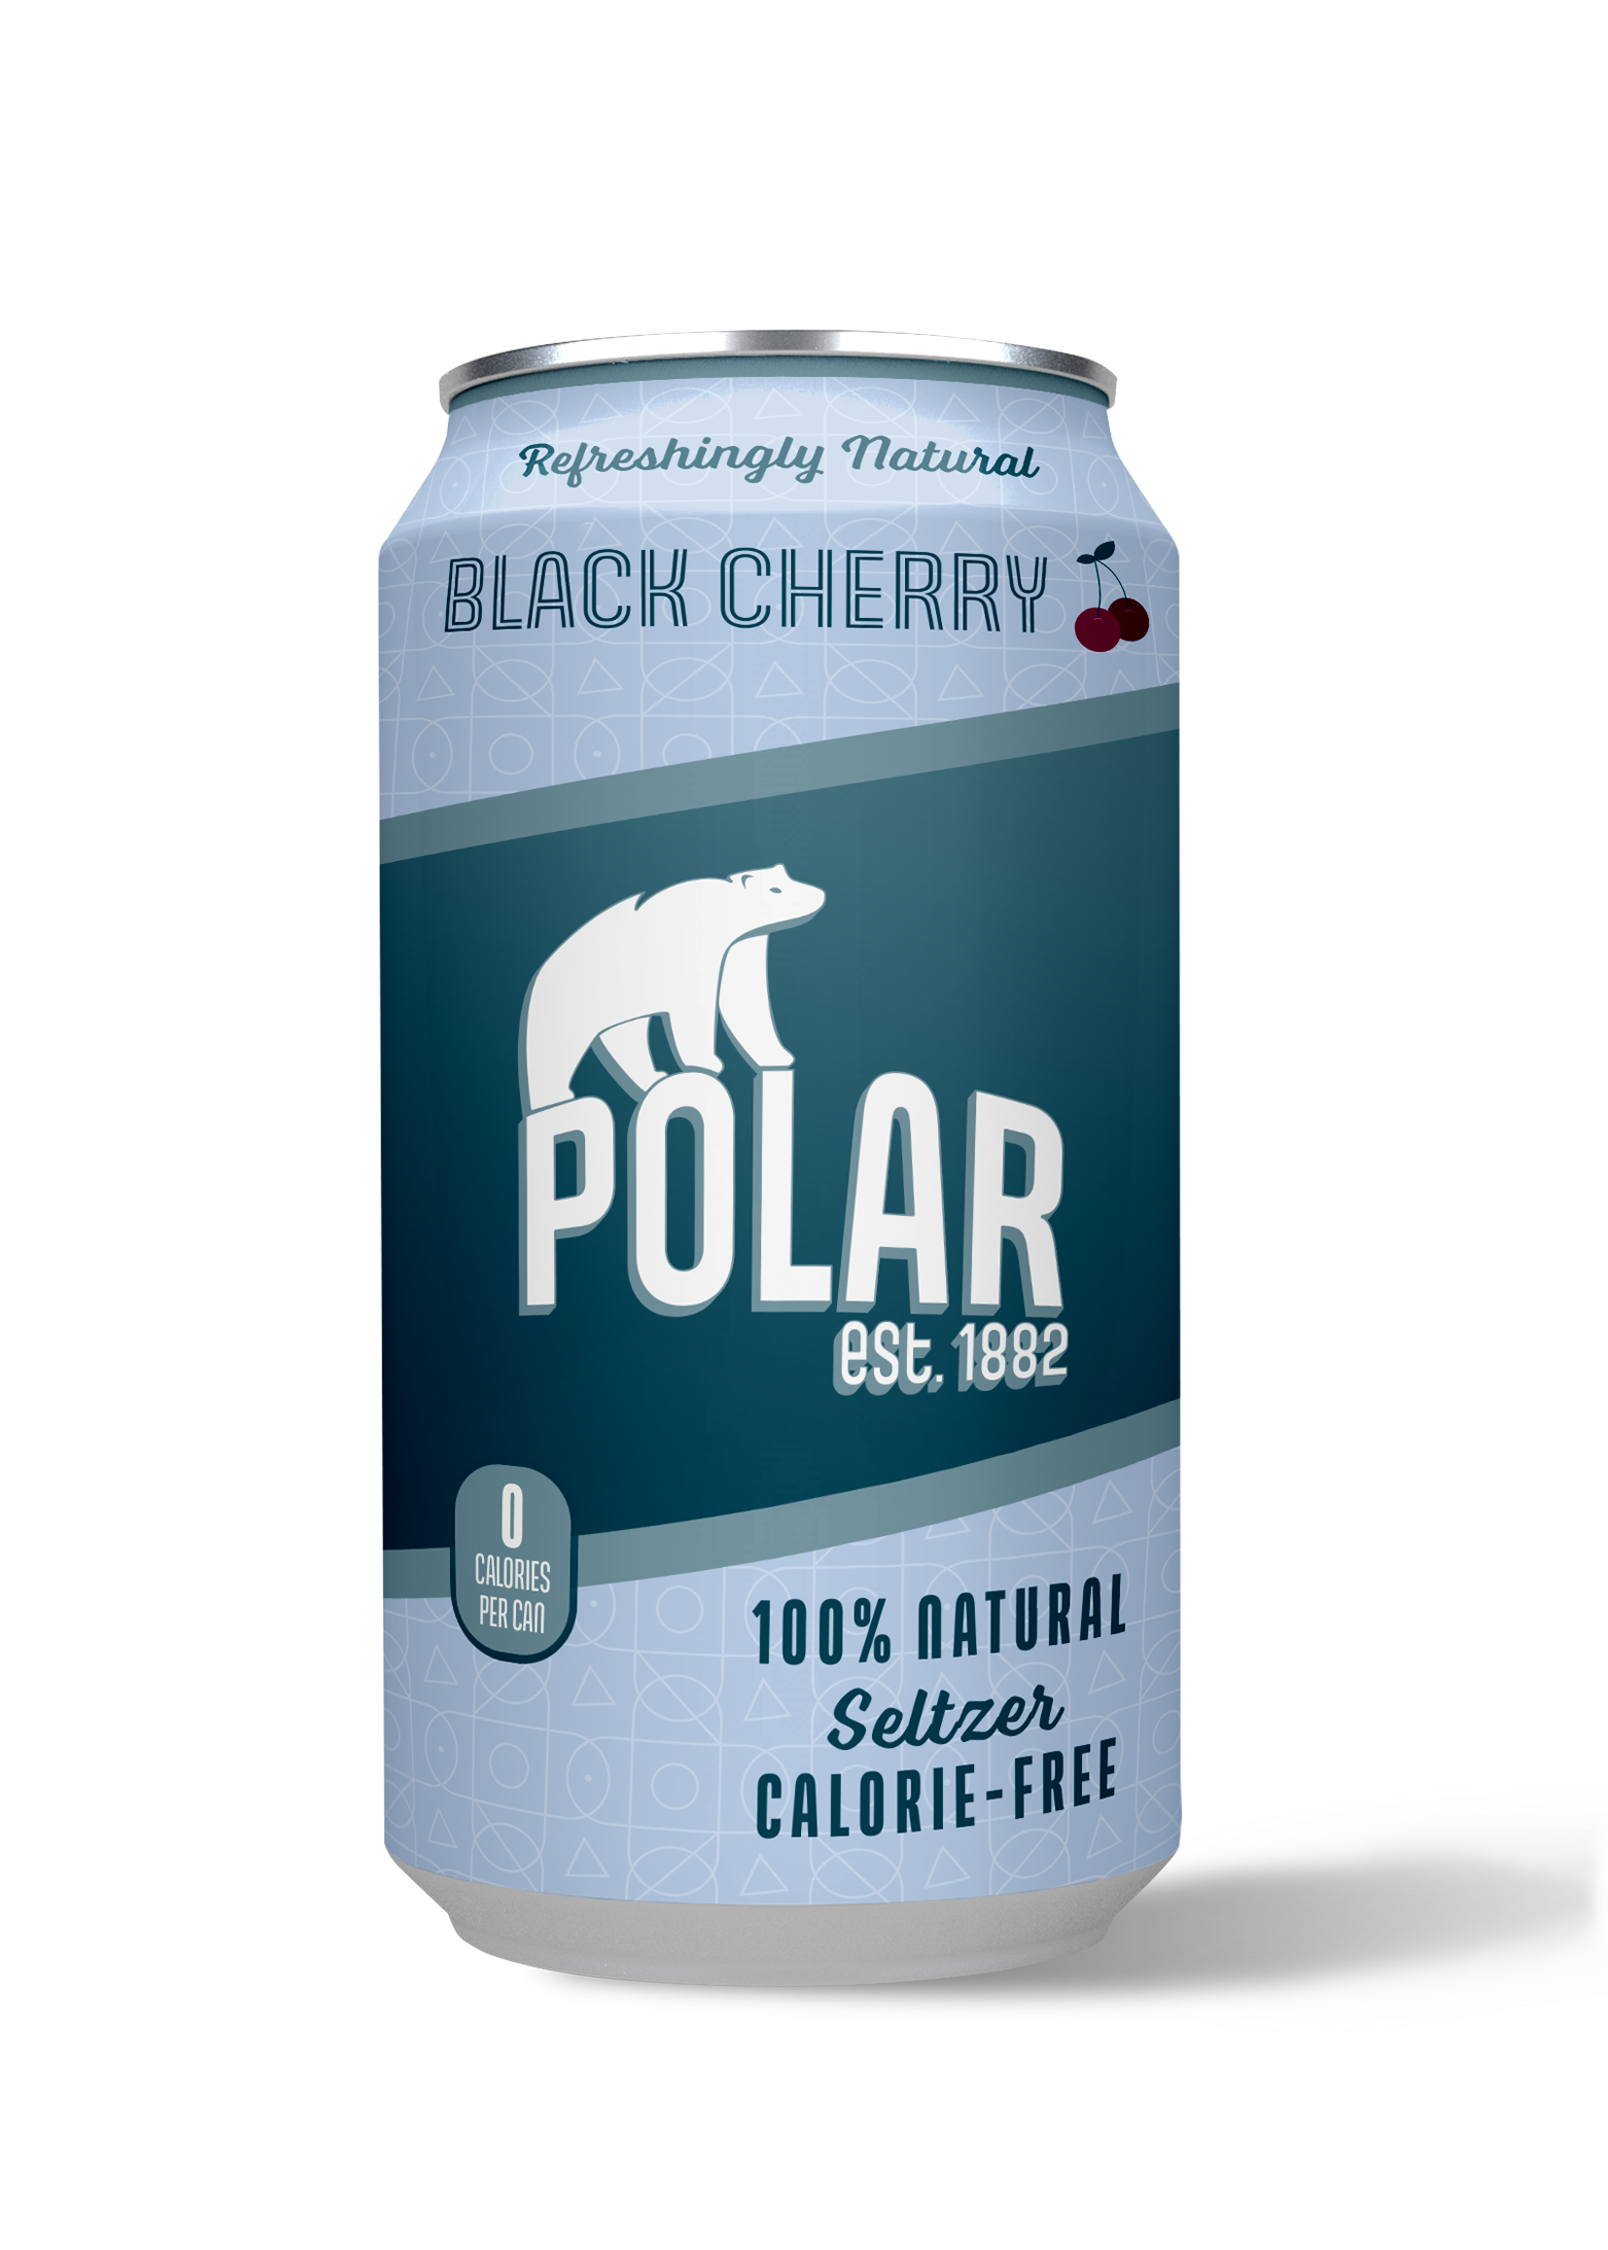 Refreshingly Natural
BLACK CHERRY
POLAR
est. 1882
0
CALORIES
PER CAN
100% NATURAL
Seltzer
CALORIE-FREE